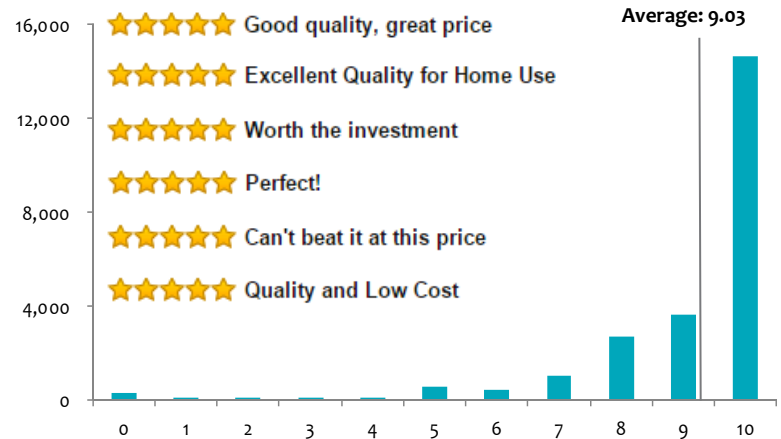 Average: 9.03
16,000
Good quality, great price
Excellent Quality for Home Use
12,000
Worth the investment
Perfect!
8,000
Can't beat it at this price
Quality and Low Cost
4,000
0
0 1 2 3 4 5 6 7 8 9 10